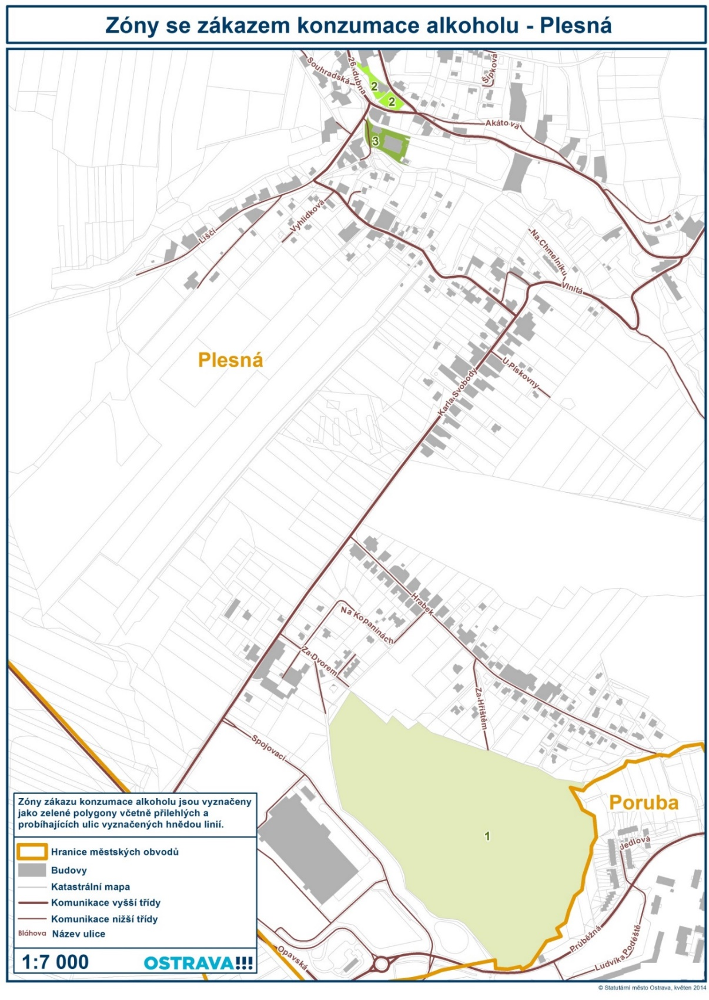 Zóny se zákazem konzumace alkoholu - Plesná
Souhradská
26. dubna
Šípková
2
2
Akátová
3
Vyhlídková
Liščí
Na Chmelníku
Vlnitá
Plesná
U Pískovny
Karla Svobody
Hrabek
Na Kopaninách
Za Dvorem
Za Hřištěm
Spojovací
Poruba
1
Jedlová
Průběžná
Ludvíka Podéště
Opavská
Zóny zákazu konzumace alkoholu jsou vyznačeny
jako zelené polygony včetně přilehlých a
probíhajících ulic vyznačených hnědou linií.
Hranice městských obvodů
Budovy
Katastrální mapa
Komunikace vyšší třídy
Komunikace nižší třídy
Bláhova Název ulice
1:7 000 OSTRAVA!!!
© Statutární město Ostrava, květen 2014